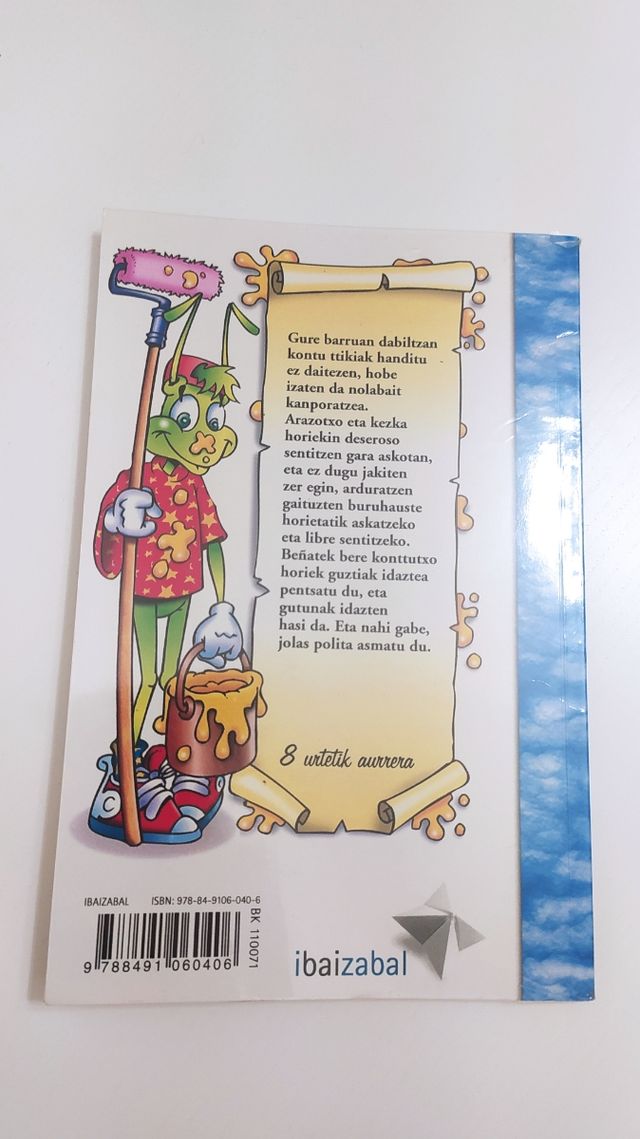 Gure barruan dabiltzan
kontu ttikiak handitu
ez daitezen, hobe
izaten da nolabait
kanporatzea.
Arazotxo eta kezka
horiekin deseroso
sentitzen gara askotan,
eta ez dugu jakiten
zer egin, arduratzen
gaituzten buruhauste
horietatik askatzeko
eta libre sentitzeko.
Beñatek bere konttutxo
horiek guztiak idaztea
pentsatu du, eta
gutunak idazten
hasi da. Eta nahi gabe,
jolas polita asmatu du.
8 urtetik aurrera
IBAIZABAL ISBN: 978-84-9106-040-6
BK 110071
9 788491 060406
ibaizabal